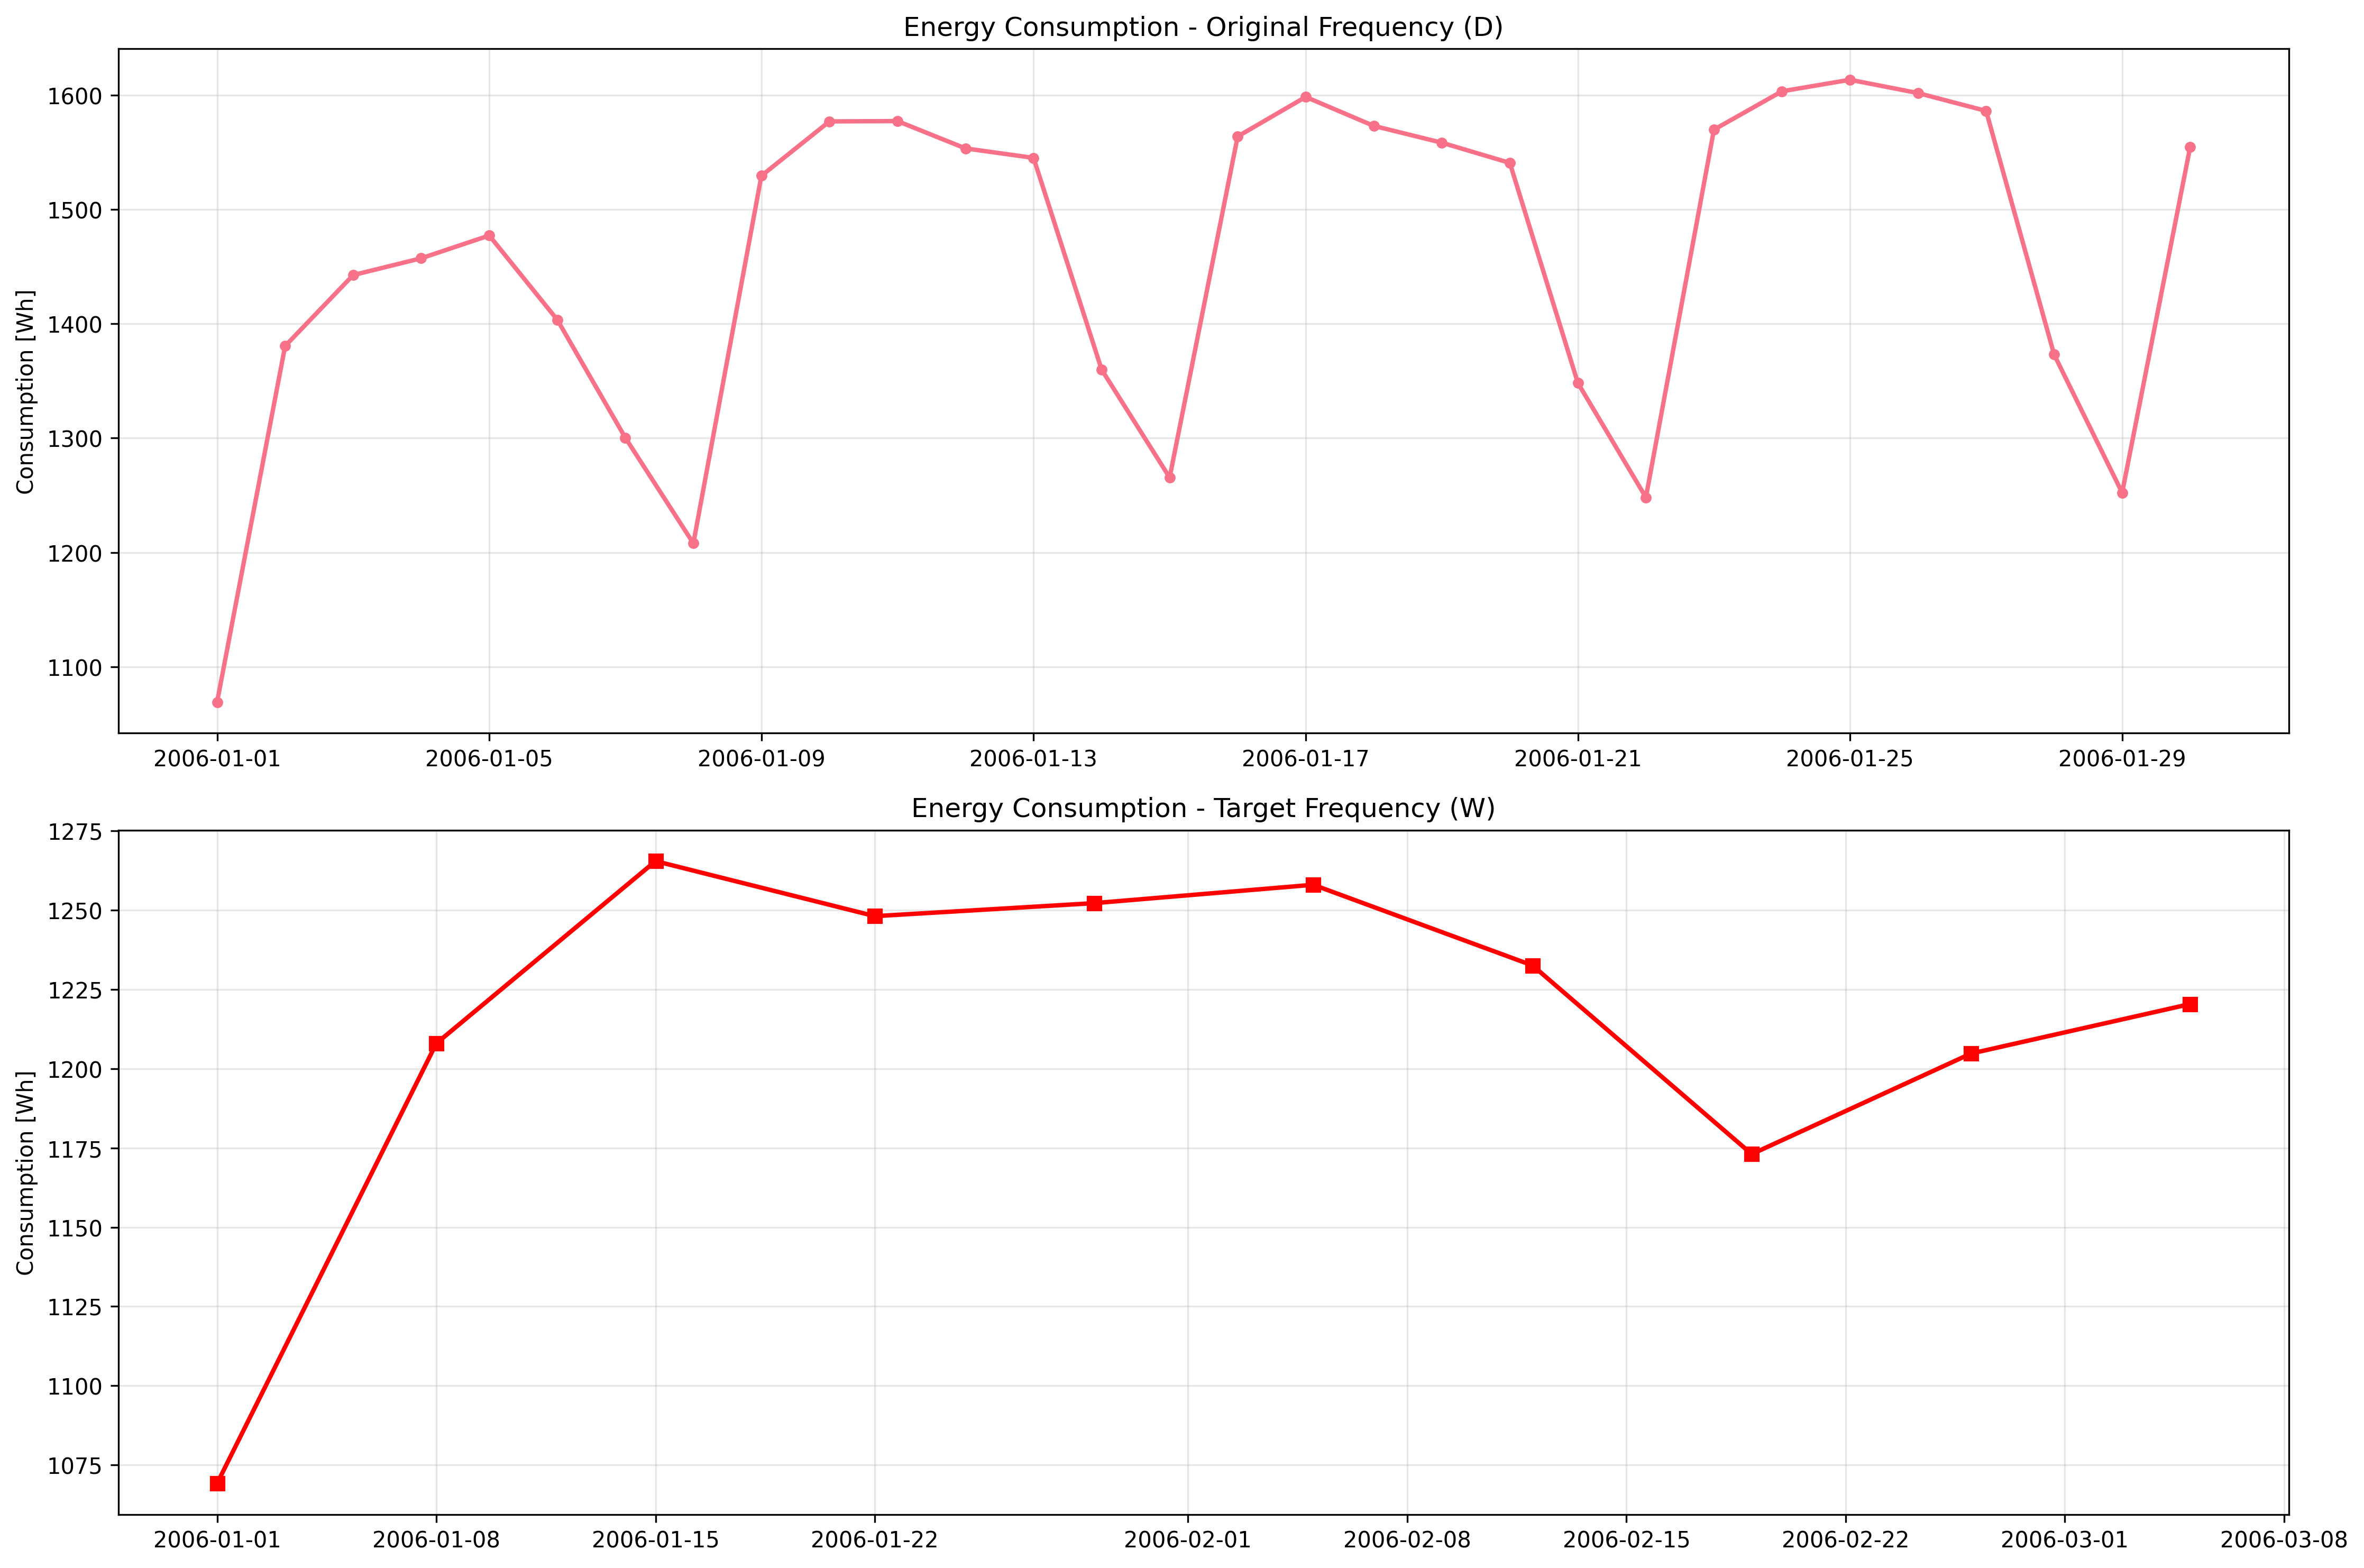 Energy Consumption - Original Frequency (D)
Consumption [Wh]
1600
1500
1400
1300
1200
1100
2006-01-01 2006-01-05 2006-01-09 2006-01-13 2006-01-17 2006-01-21 2006-01-25 2006-01-29
Energy Consumption - Target Frequency (W)
Consumption [Wh]
1275
1250
1225
1200
1175
1150
1125
1100
1075
2006-01-01 2006-01-08 2006-01-15 2006-01-22 2006-02-01 2006-02-08 2006-02-15 2006-02-22 2006-03-01 2006-03-08